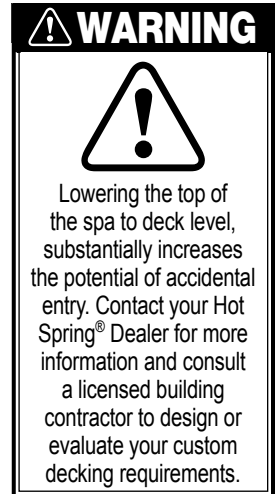 WARNING
Lowering the top of
the spa to deck level,
substantially increases
the potential of accidental
entry. Contact your Hot
Spring® Dealer for more
information and consult
a licensed building
contractor to design or
evaluate your custom
decking requirements.